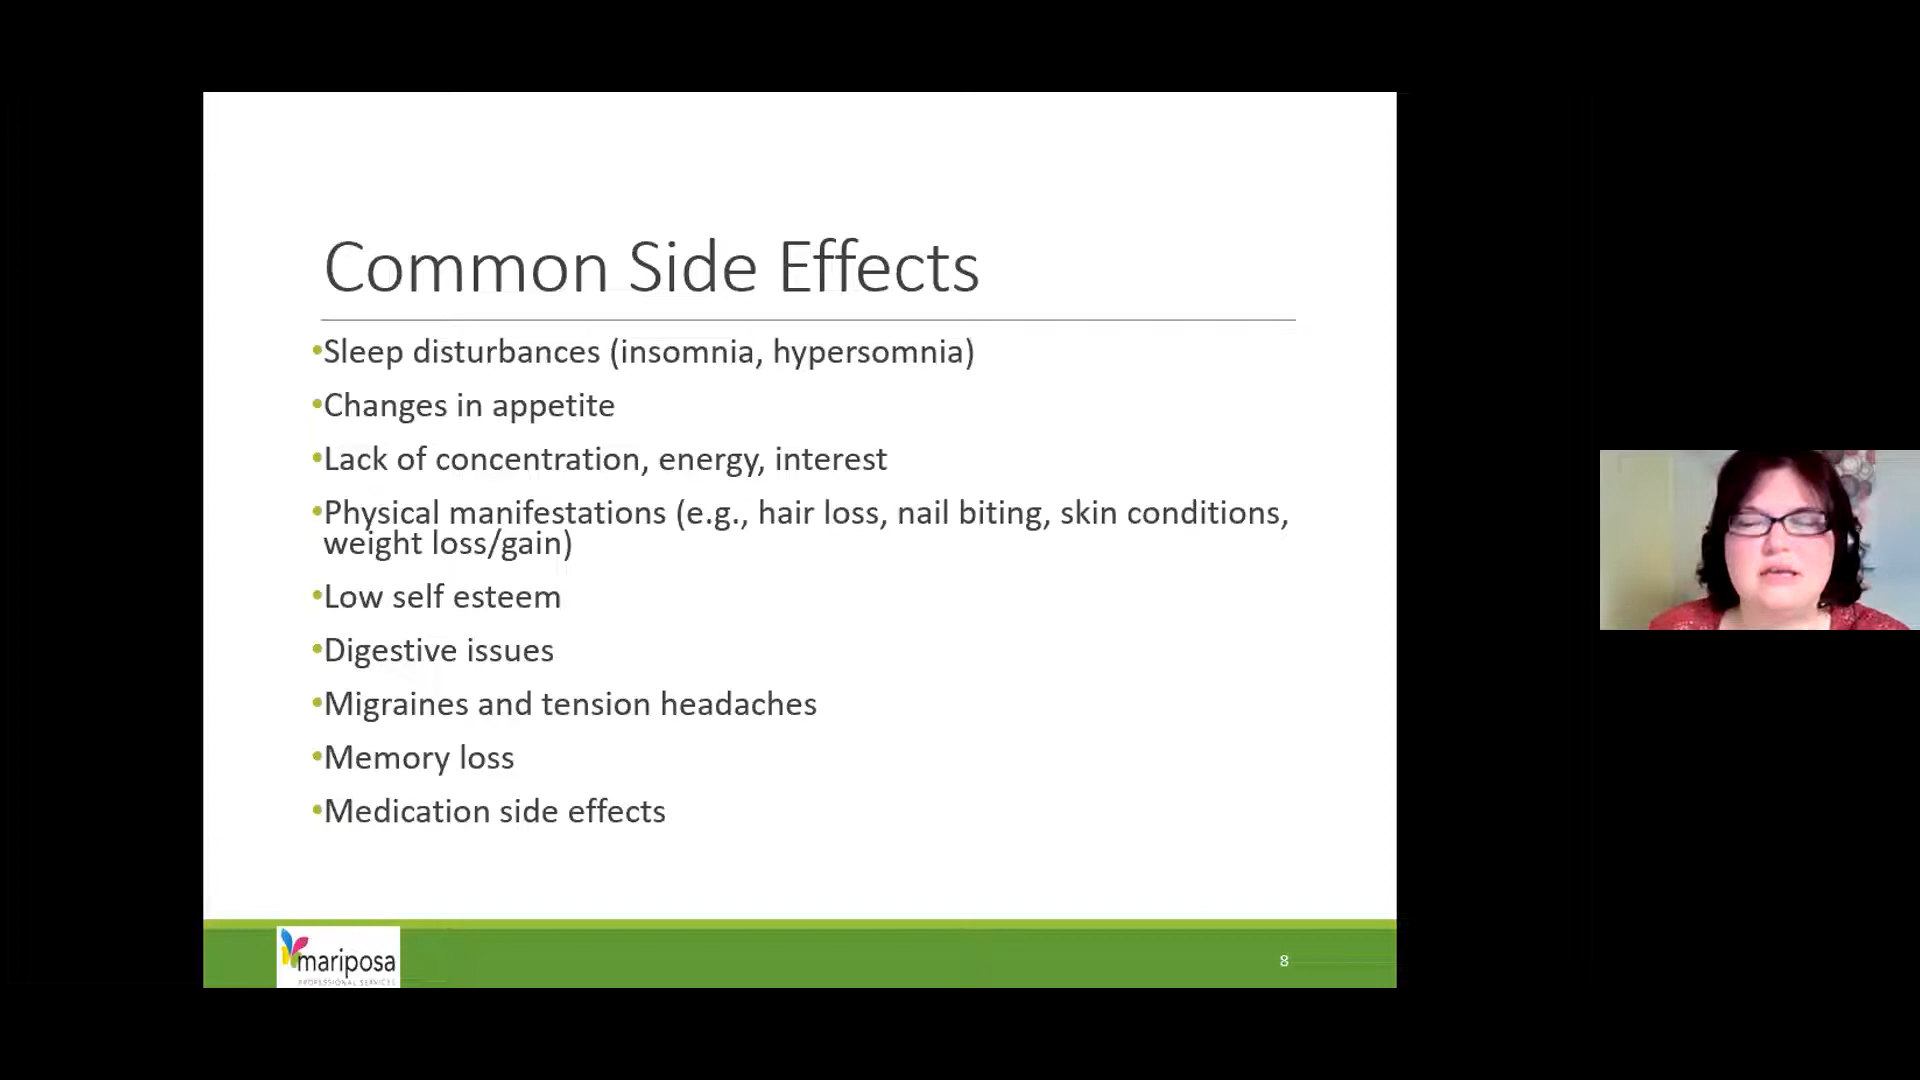 Common Side Effects
•Sleep disturbances (insomnia, hypersomnia)
•Changes in appetite
•Lack of concentration, energy, interest
•Physical manifestations (e.g., hair loss, nail biting, skin conditions,
weight loss/gain)
•Low self esteem
•Digestive issues
•Migraines and tension headaches
•Memory loss
•Medication side effects
mariposa
PROFESSIONAL SERVICES
8